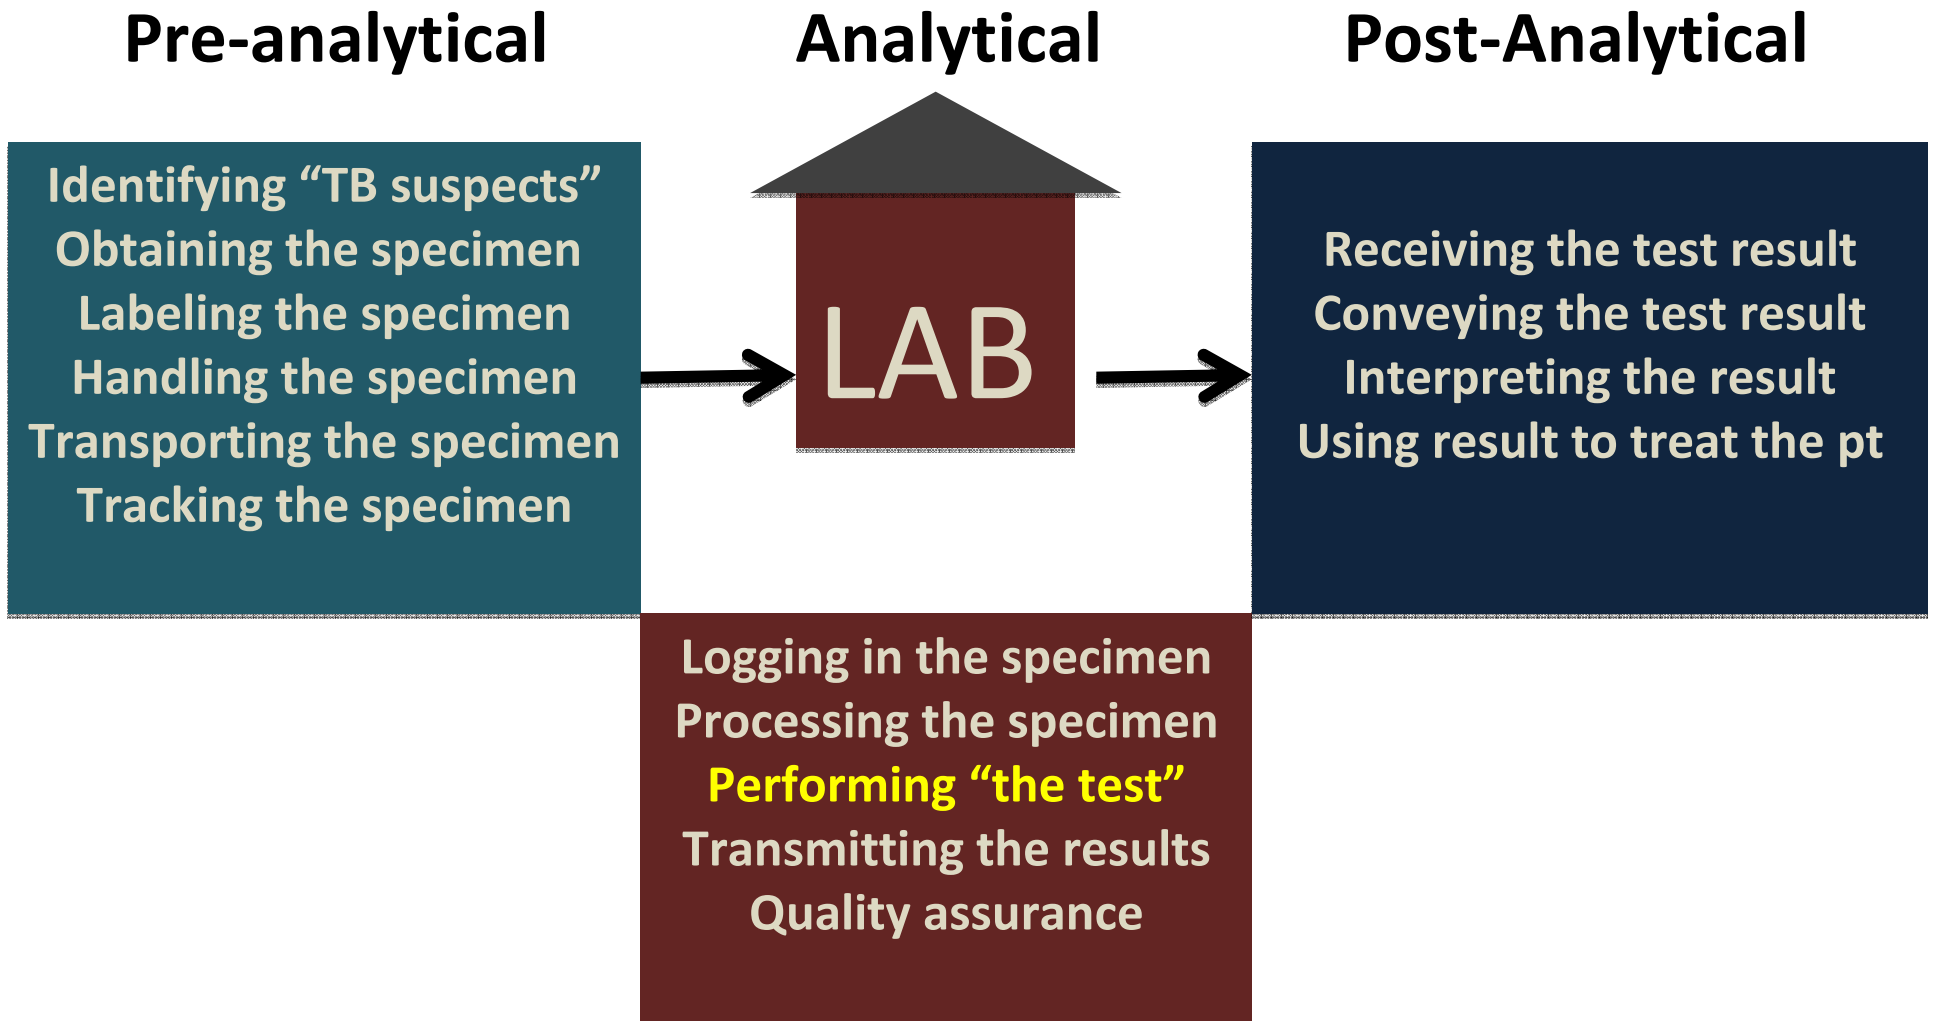 Pre-analytical
Analytical
Post-Analytical
Identifying “TB suspects”
Obtaining the specimen
Labeling the specimen
Handling the specimen
Transporting the specimen
Tracking the specimen
LAB
Logging in the specimen
Processing the specimen
Performing “the test”
Transmitting the results
Quality assurance
Receiving the test result
Conveying the test result
Interpreting the result
Using result to treat the pt